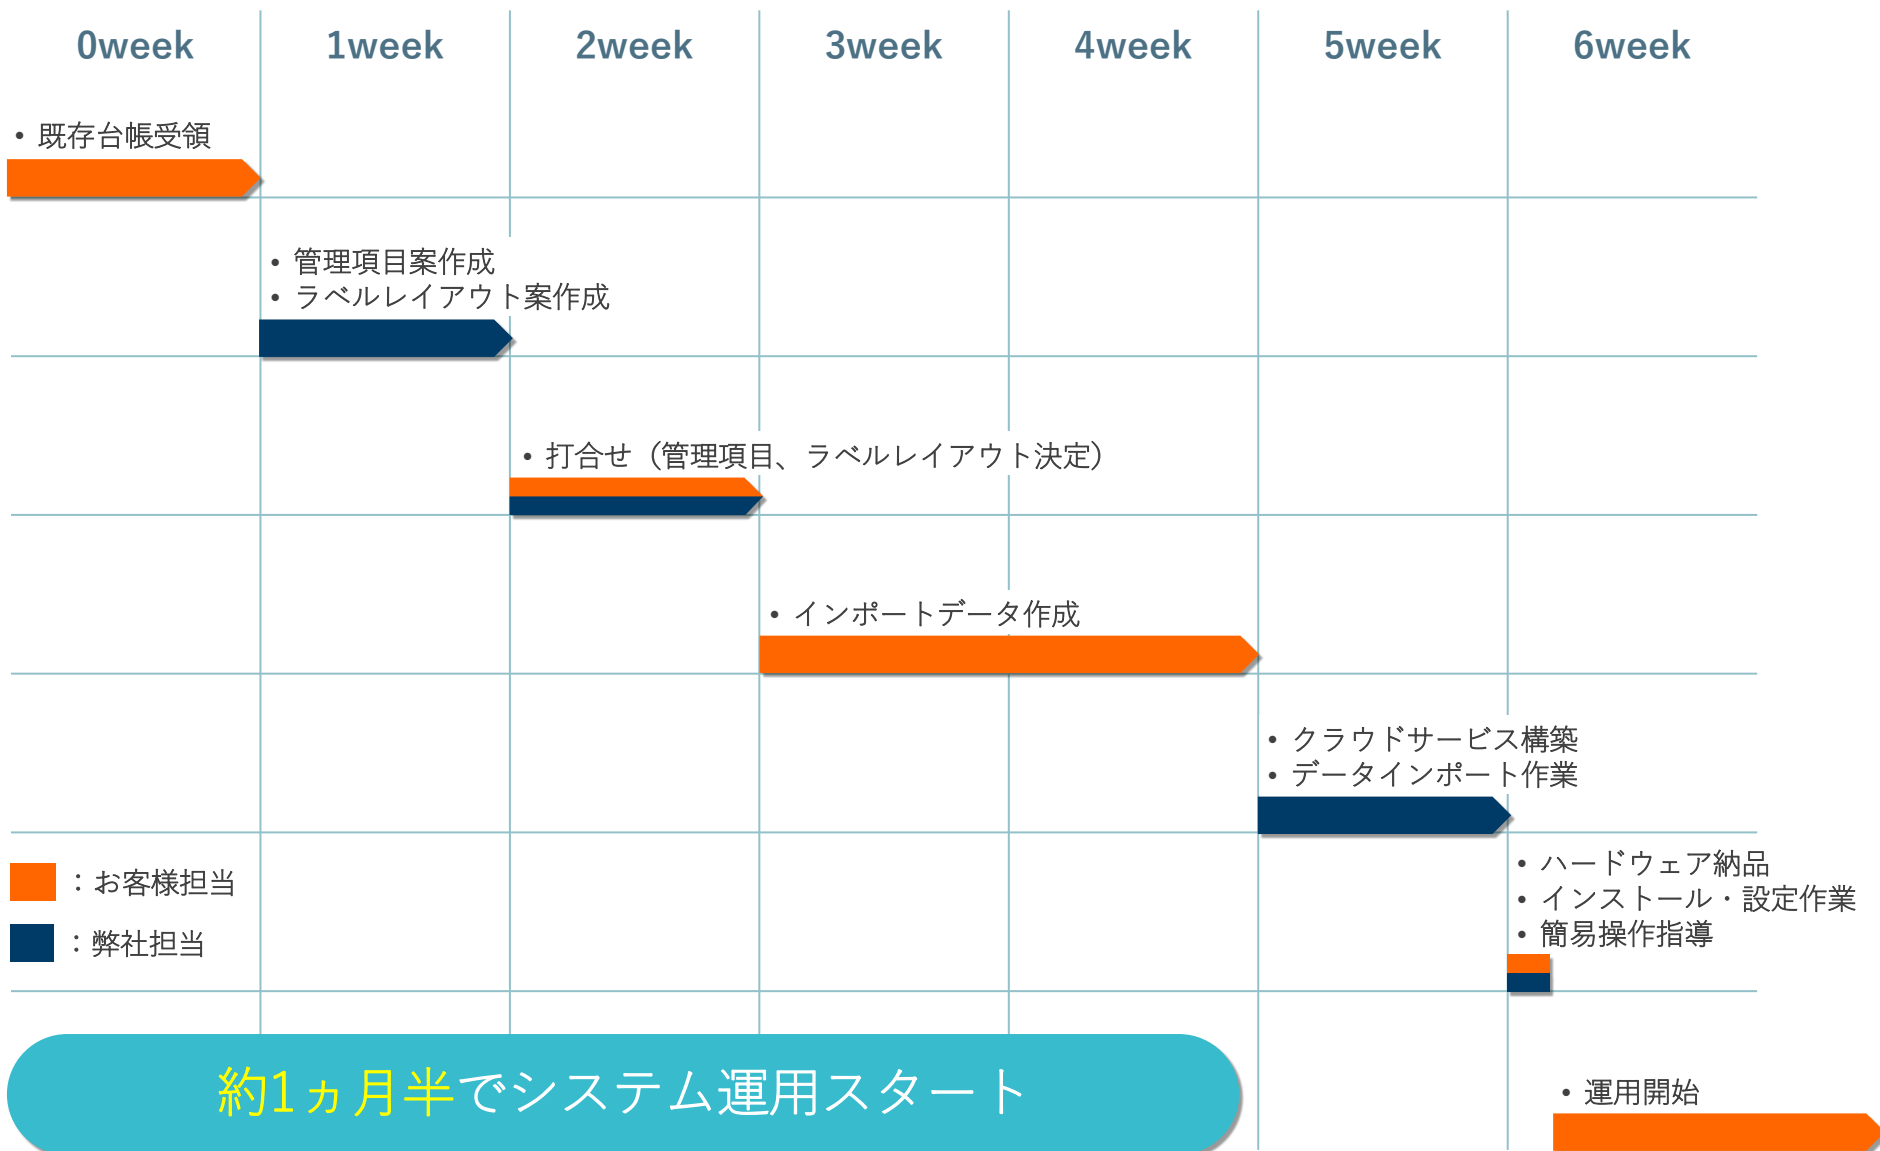 0week 1week 2week 3week 4week 5week 6week
• 既存台帳受領
• 管理項目案作成
• ラベルレイアウト案作成
• 打合せ（管理項目、ラベルレイアウト決定）
• インポートデータ作成
• クラウドサービス構築
• データインポート作業
：お客様担当
：弊社担当
• ハードウェア納品
• インストール・設定作業
• 簡易操作指導
約1ヵ月半でシステム運用スタート
• 運用開始